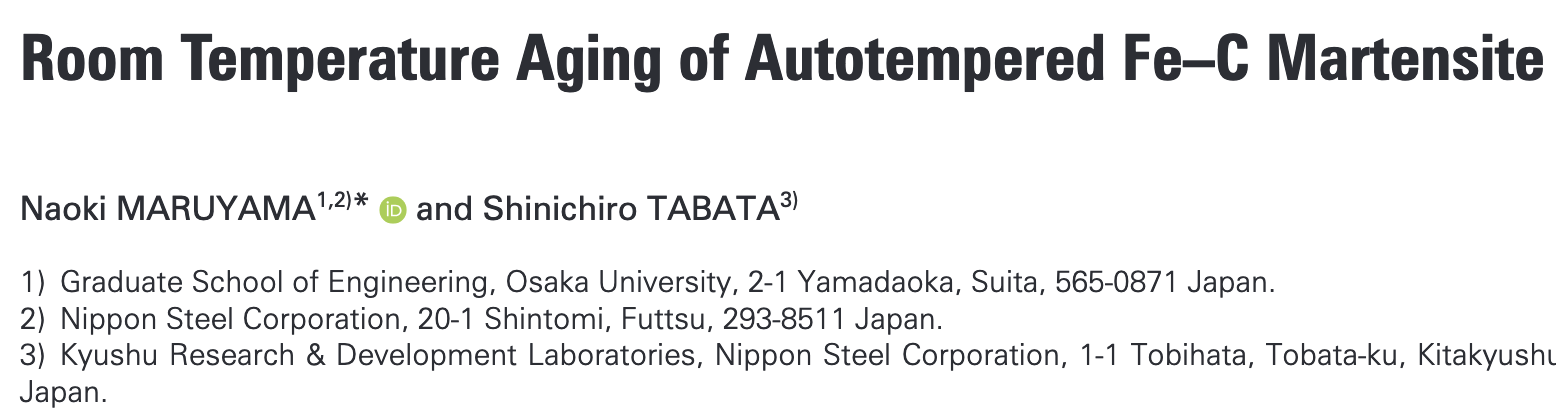 Room Temperature Aging of Autotempered Fe–C Martensite
Naoki MARUYAMA1,2)* iD and Shinichiro TABATA3)
1) Graduate School of Engineering, Osaka University, 2-1 Yamadaoka, Suita, 565-0871 Japan.
2) Nippon Steel Corporation, 20-1 Shintomi, Futtsu, 293-8511 Japan.
3) Kyushu Research & Development Laboratories, Nippon Steel Corporation, 1-1 Tobihata, Tobata-ku, Kitakyushu
Japan.